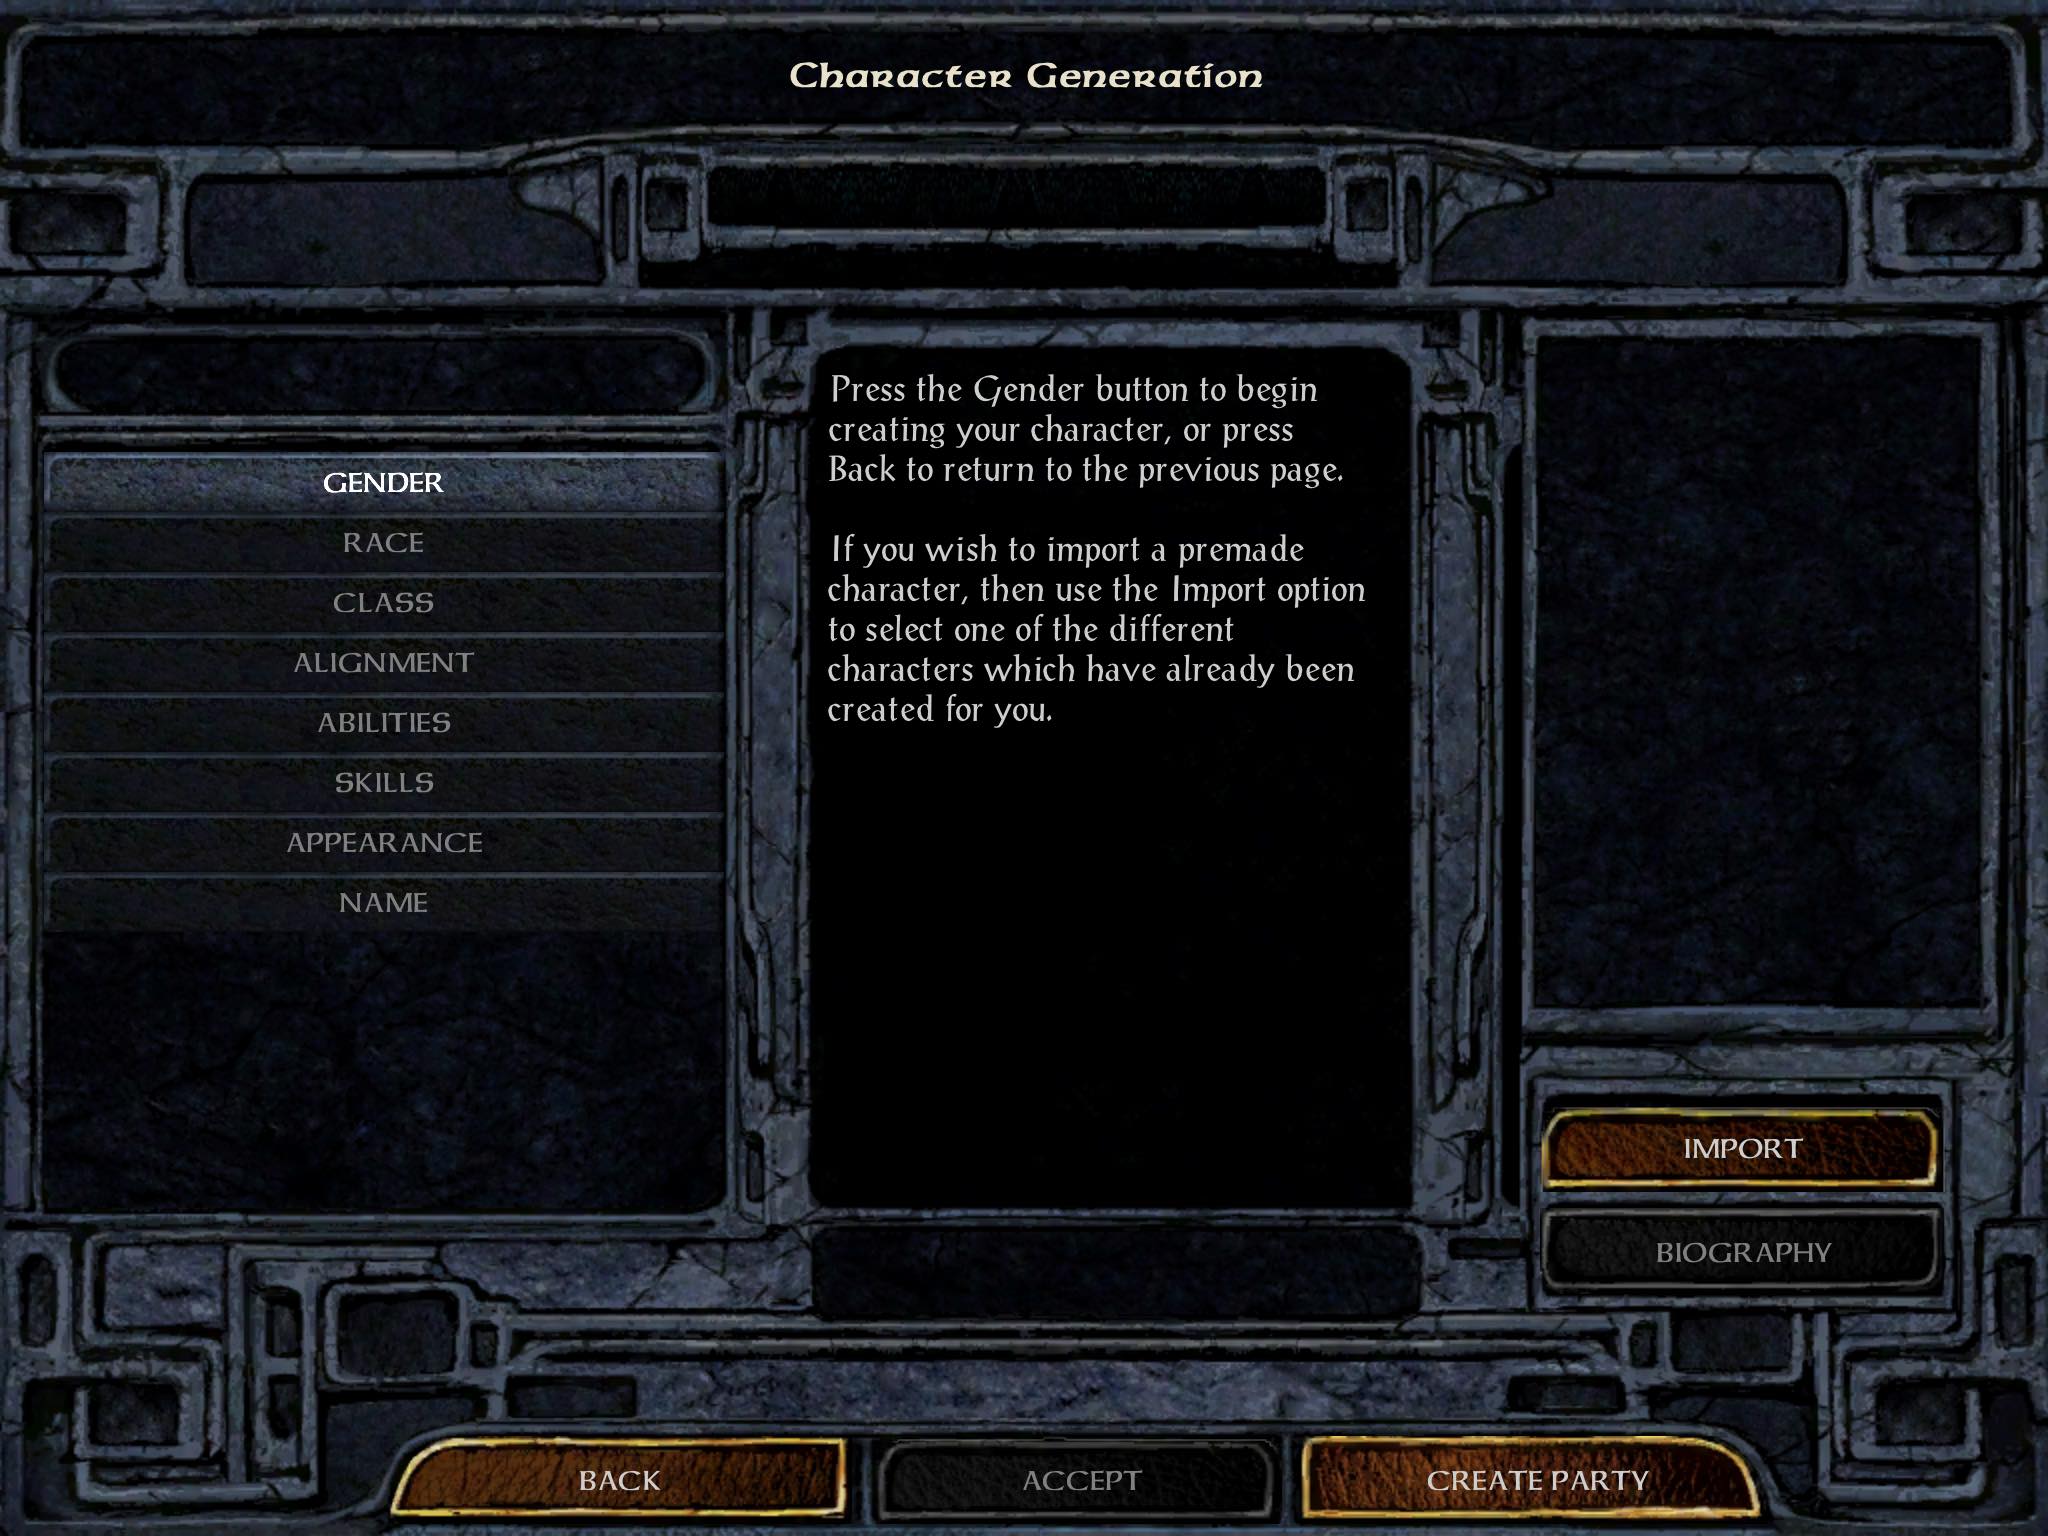 Character Generation
GENDER
RACE
CLASS
ALIGNMENT
ABILITIES
SKILLS
APPEARANCE
NAME
Press the Gender button to begin
creating your character, or press
Back to return to the previous page.
If you wish to import a premade
character, then use the Import option
to select one of the different
characters which have already been
created for you.
IMPORT
BIOGRAPHY
BACK
ACCEPT
CREATE PARTY